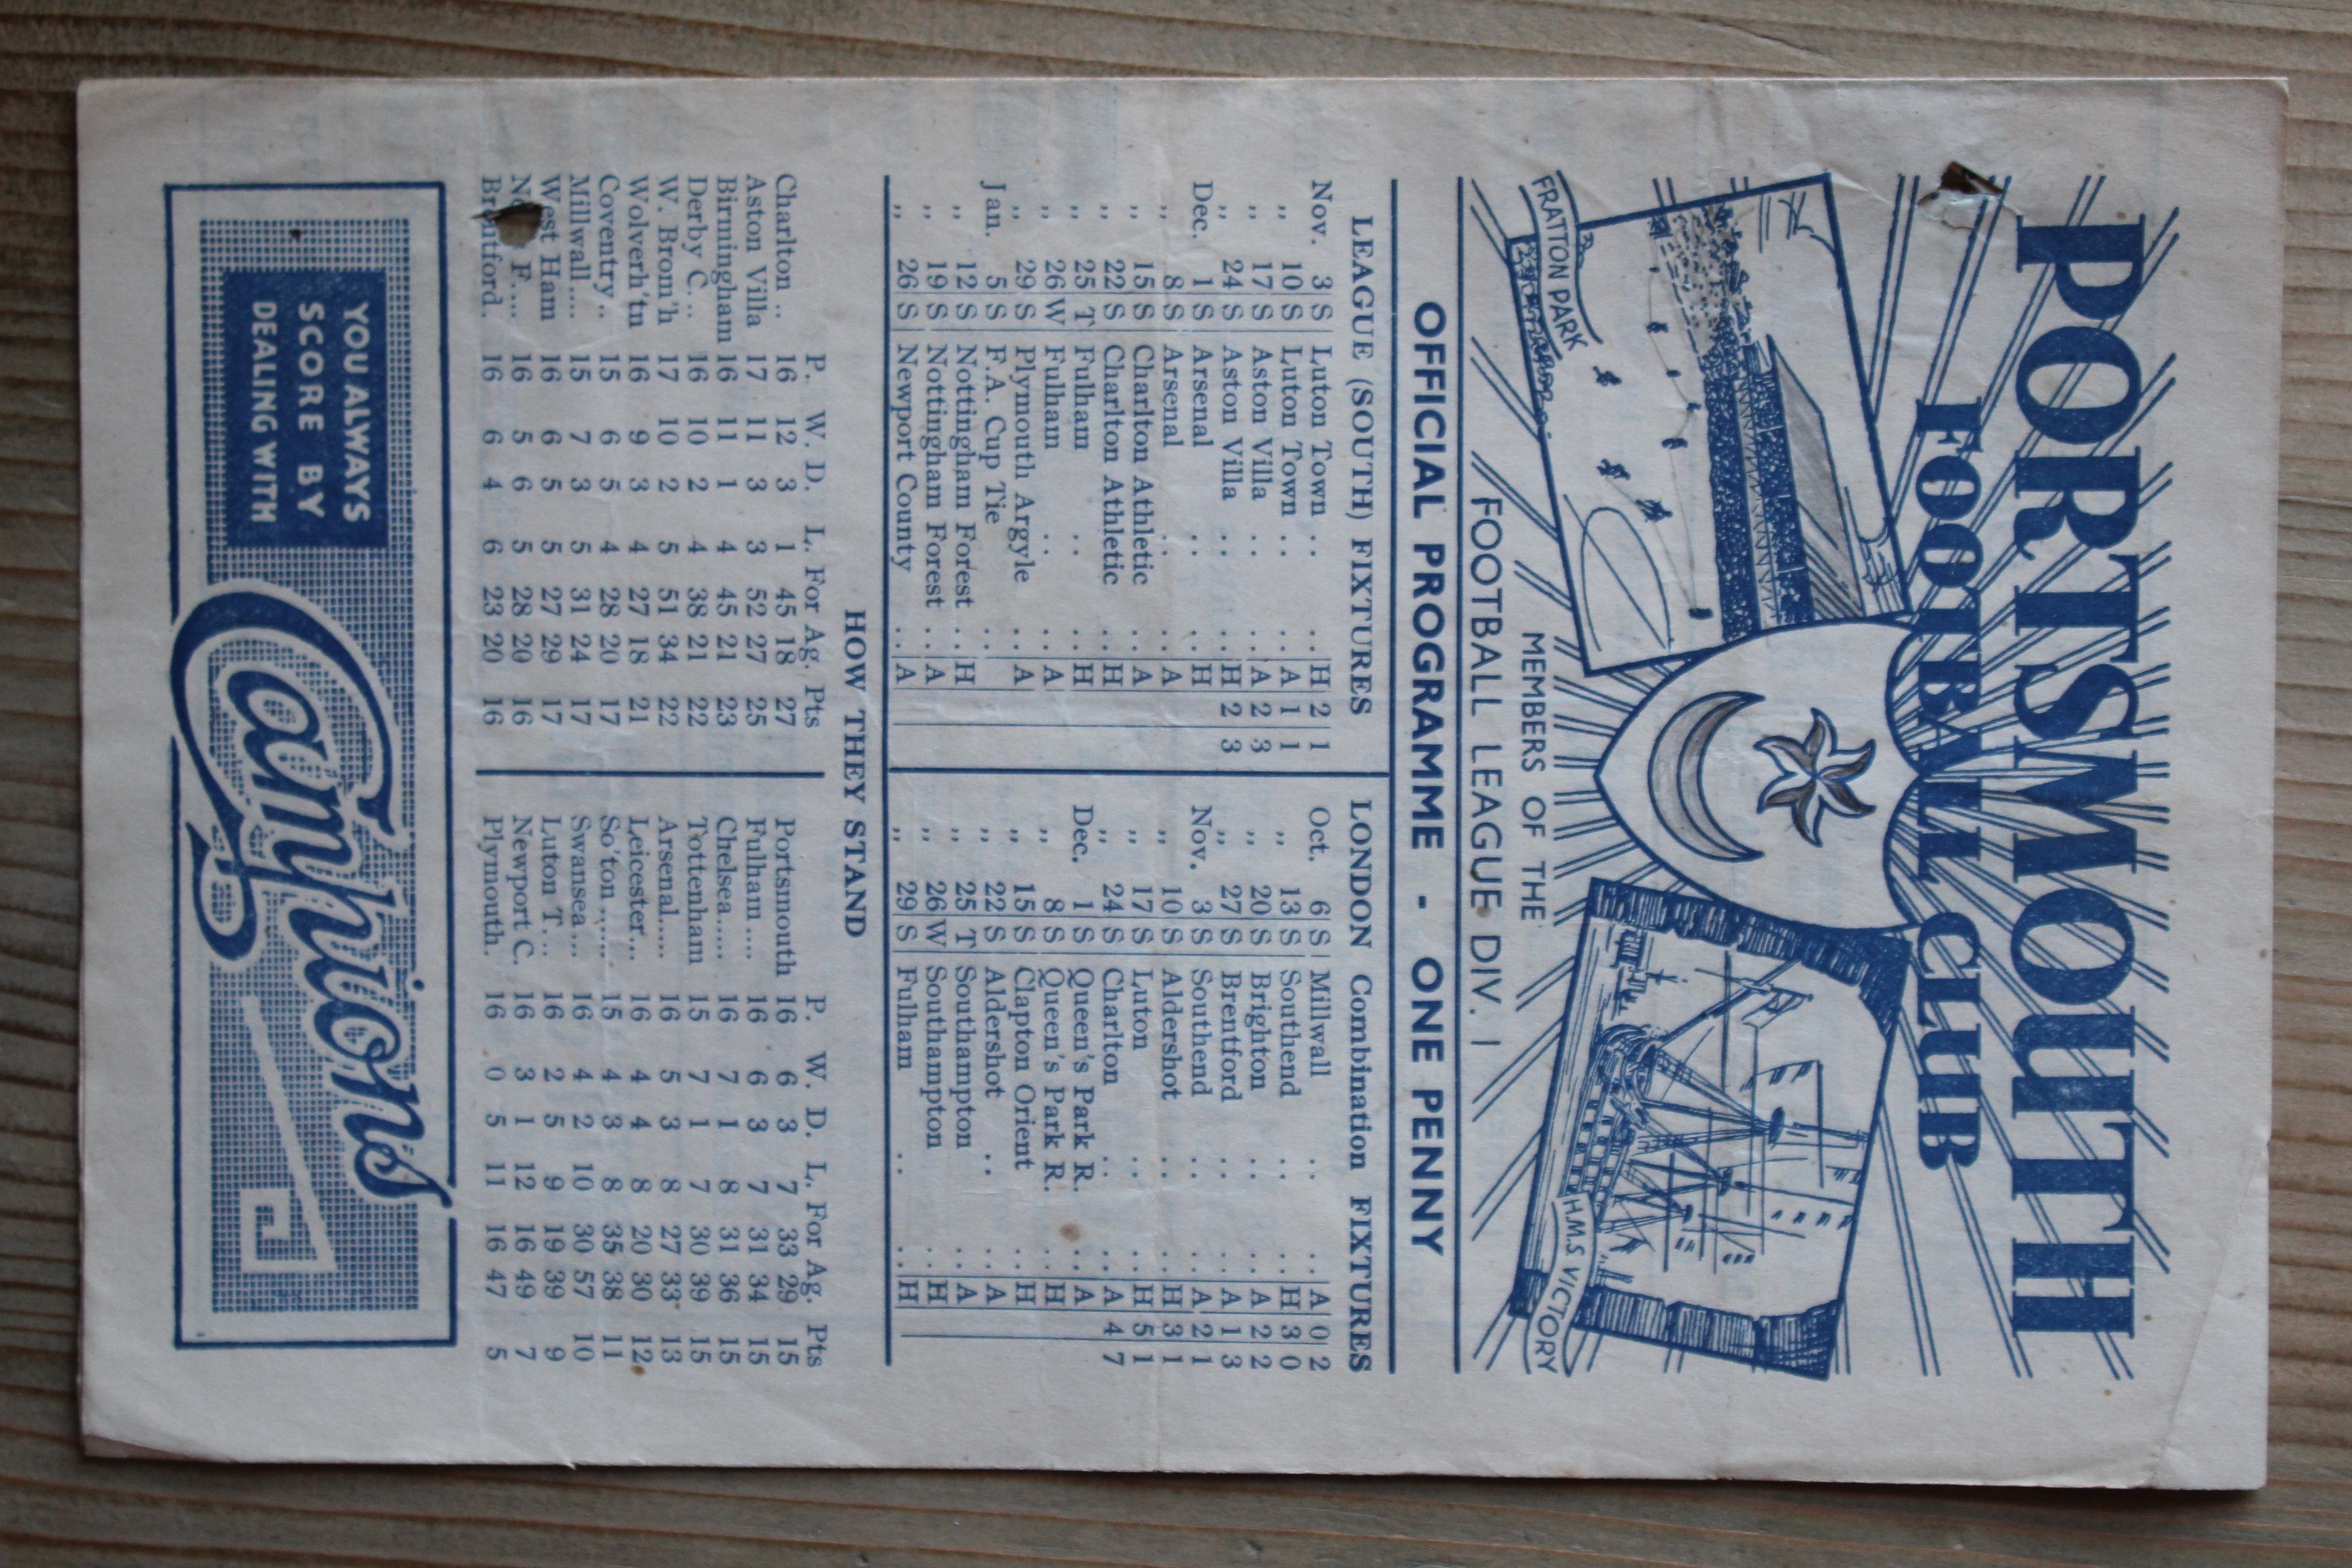 PORTSMOUTH
FOOTBALL CLUB
FRATTON PARK
H.M.S VICTORY
MEMBERS OF THE
FOOTBALL LEAGUE DIV. I
OFFICIAL PROGRAMME - ONE PENNY
LEAGUE (SOUTH) FIXTURES
Nov. 3 S Luton Town .. .. H 2 1
,, 10 S Luton Town .. .. A 1 1
,, 17 S Aston Villa .. .. A 2 3
,, 24 S Aston Villa .. .. H 2 3
Dec. 1 S Arsenal .. .. H
,, 8 S Arsenal .. .. A
,, 15 S Charlton Athletic .. A
,, 22 S Charlton Athletic .. H
,, 25 T Fulham .. .. H
,, 26 W Fulham .. .. A
,, 29 S Plymouth Argyle .. A
Jan. 5 S F.A. Cup Tie ..
,, 12 S Nottingham Forest .. H
,, 19 S Nottingham Forest .. A
,, 26 S Newport County .. A
LONDON Combination FIXTURES
Oct. 6 S Millwall .. .. A 0 2
,, 13 S Southend .. .. H 3 0
,, 20 S Brighton .. .. A 2 2
,, 27 S Brentford .. .. A 1 3
Nov. 3 S Southend .. .. A 2 1
,, 10 S Aldershot .. .. H 3 1
,, 17 S Luton .. .. H 5 1
,, 24 S Charlton .. .. A 4 7
Dec. 1 S Queen's Park R. .. A
,, 8 S Queen's Park R. .. H
,, 15 S Clapton Orient .. H
,, 22 S Aldershot .. .. A
,, 25 T Southampton .. A
,, 26 W Southampton .. H
,, 29 S Fulham .. .. H
HOW THEY STAND
P. W. D. L. For Ag. Pts
Charlton .. 16 12 3 1 45 18 27
Aston Villa 17 11 3 3 52 27 25
Birmingham 16 11 1 4 45 21 23
Derby C. .. 16 10 2 4 38 21 22
W. Brom'h 17 10 2 5 51 34 22
Wolverh'tn 16 9 3 4 27 18 21
Coventry .. 15 6 5 4 28 20 17
Millwall .... 15 7 3 5 31 24 17
West Ham 16 6 5 5 27 29 17
F.... 16 5 6 5 28 29 16
Brentford. 16 6 4 6 23 20 16
P. W. D. L. For Ag. Pts
Portsmouth 16 6 3 7 33 29 15
Fulham .... 16 6 3 7 31 34 15
Chelsea..... 16 7 1 8 31 36 15
Tottenham 15 7 1 7 30 39 15
Arsenal..... 16 5 3 8 27 33 13
Leicester... 16 4 4 8 20 30 12
So'ton ...... 15 4 3 8 35 38 11
Swansea.... 16 4 2 10 30 57 10
Luton T... 16 2 5 9 19 39 9
Newport C. 16 3 1 12 16 49 7
Plymouth. 16 0 5 11 16 47 5
YOU ALWAYS
SCORE BY
DEALING WITH
Campions